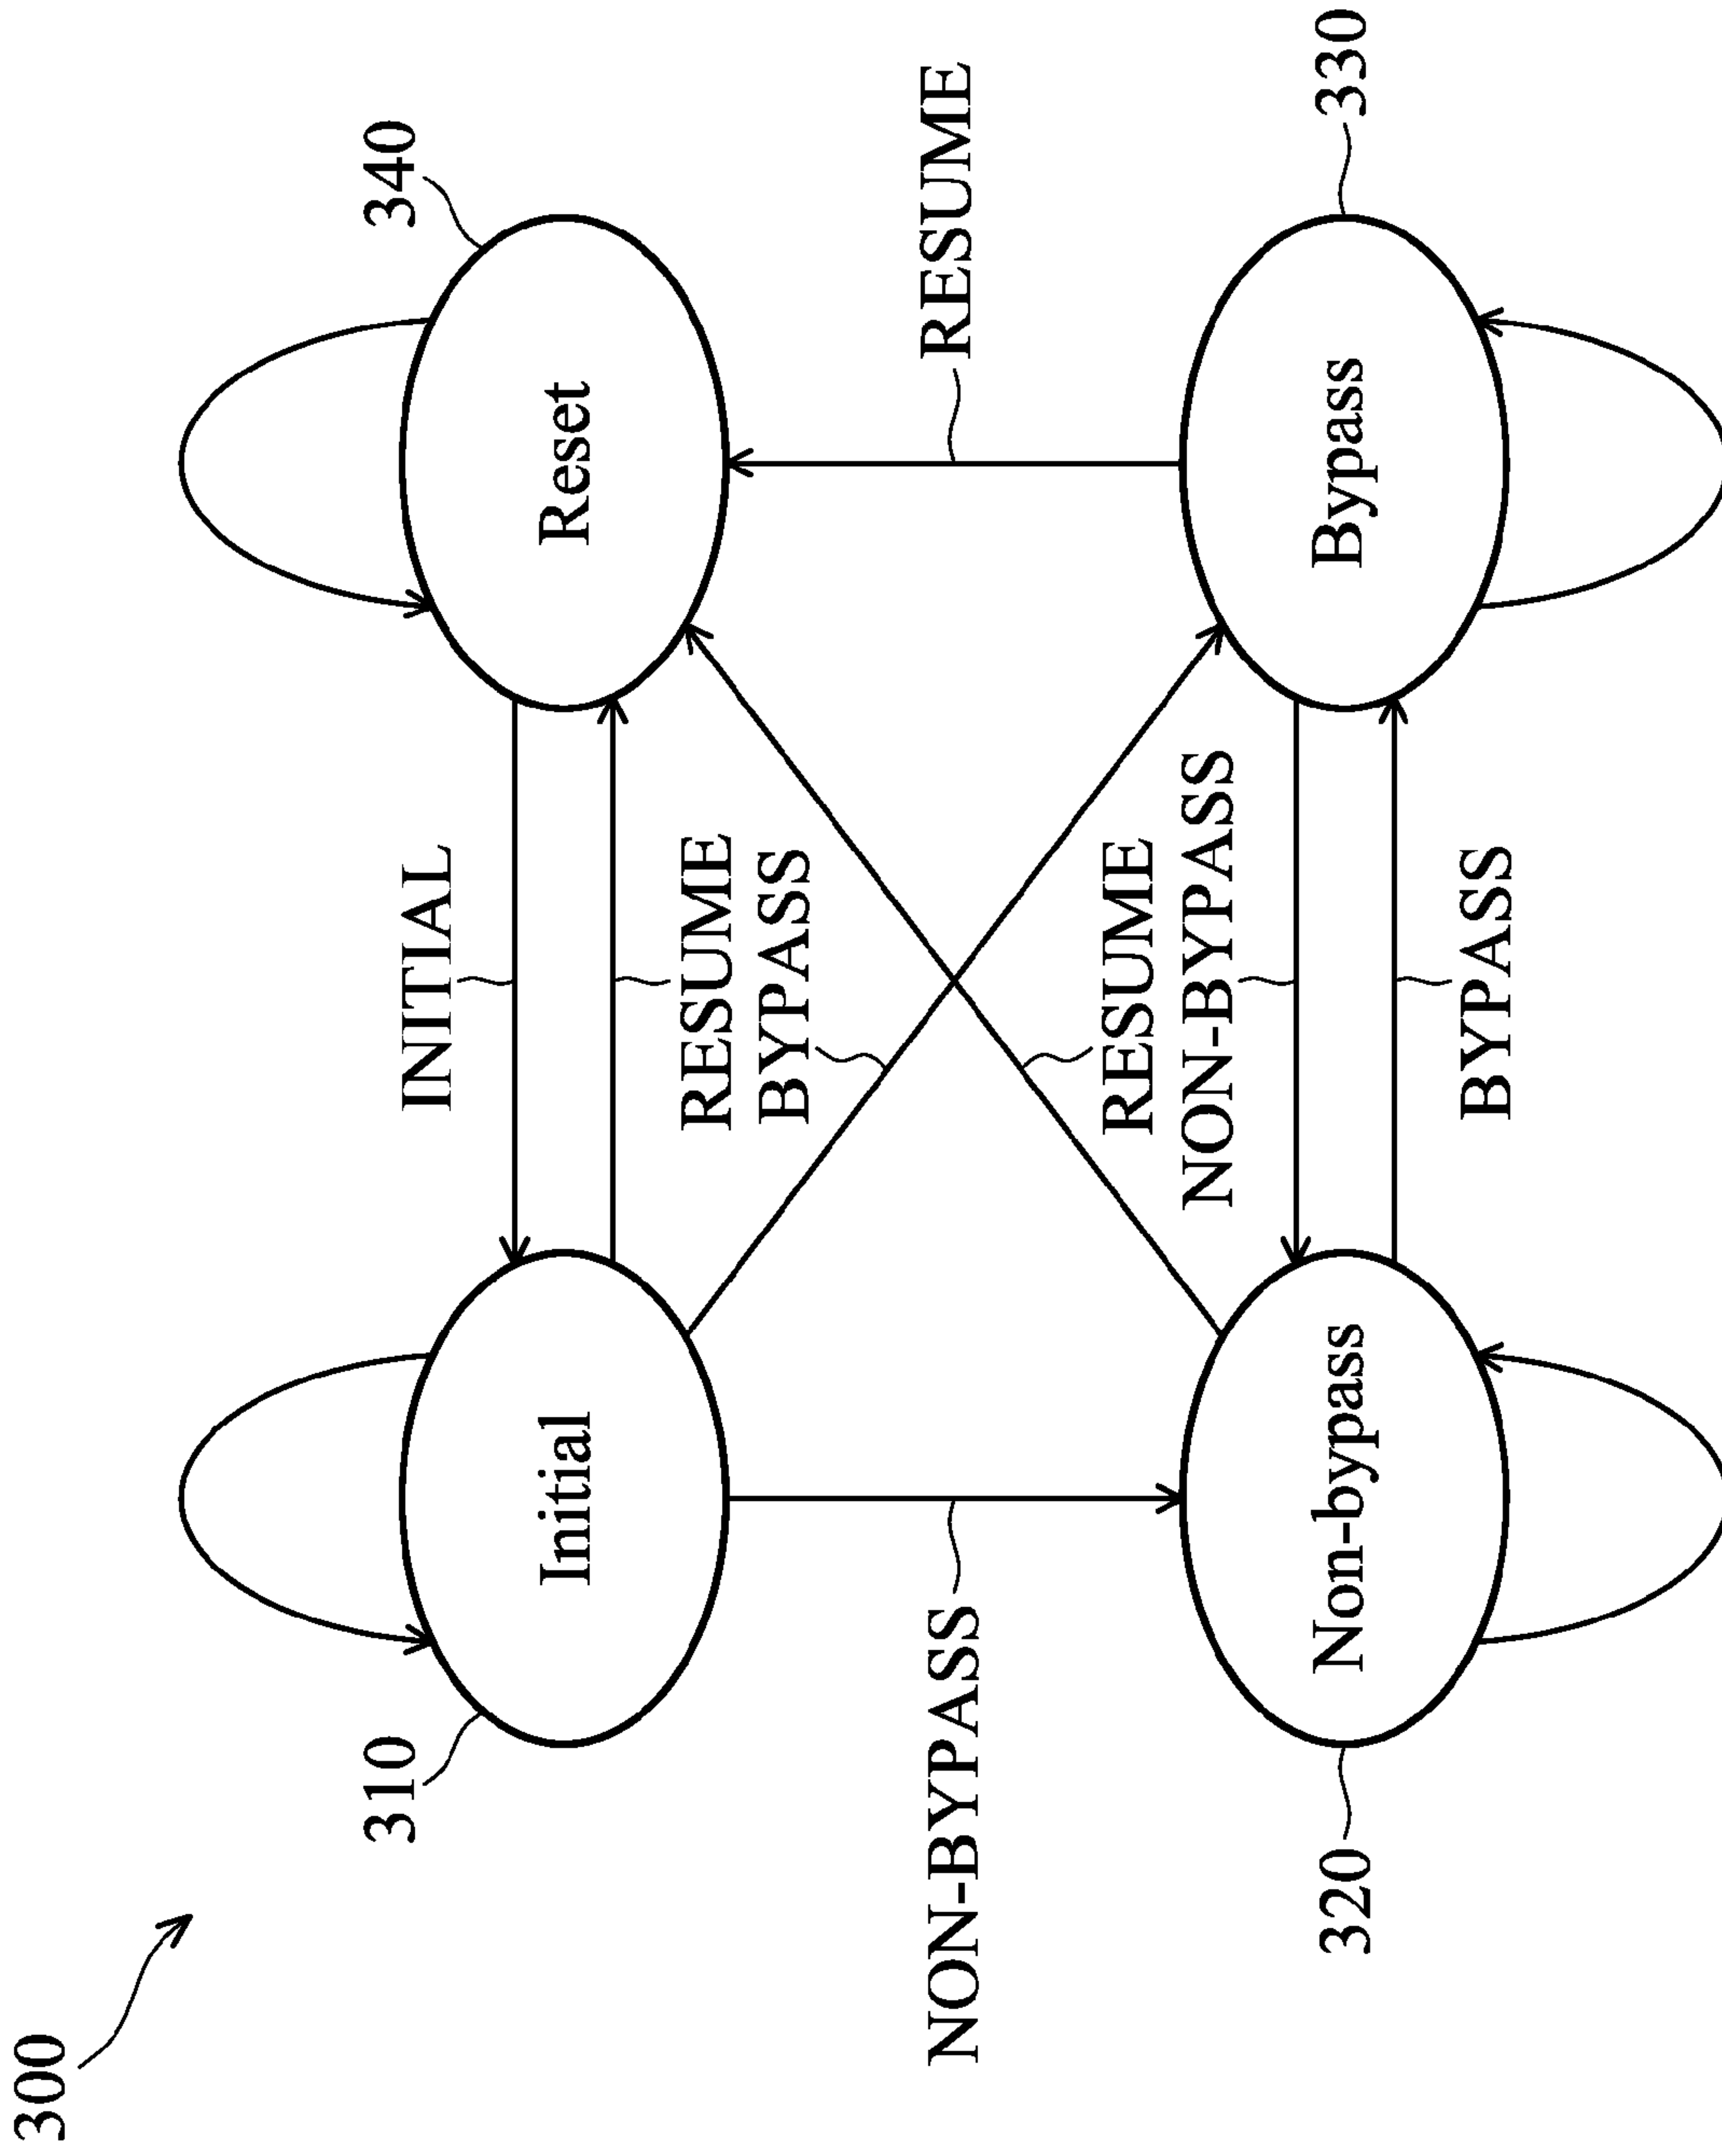 300
310
340
Initial
Reset
INITIAL
RESUME
BYPASS
NON-BYPASS
RESUME
RESUME
NON-BYPASS
BYPASS
Non-bypass
Bypass
320
330